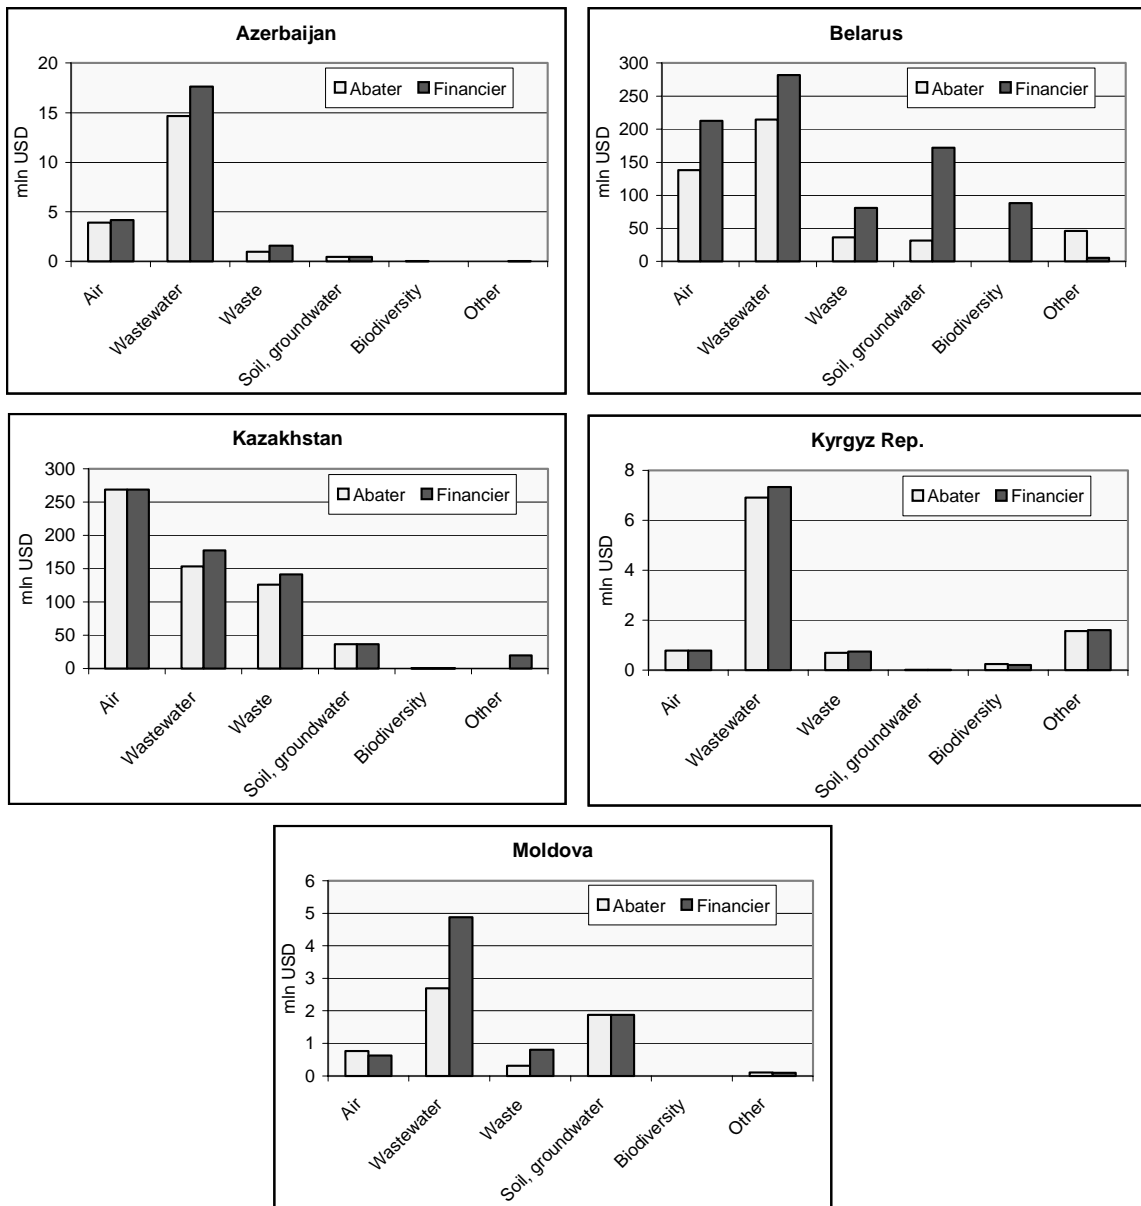 Azerbaijan
mln USD
20
15
10
5
0
Abater Financier
Air
Wastewater
Waste
Soil, groundwater
Biodiversity
Other
Belarus
mln USD
300
250
200
150
100
50
0
Abater Financier
Air
Wastewater
Waste
Soil, groundwater
Biodiversity
Other
Kazakhstan
mln USD
300
250
200
150
100
50
0
Abater Financier
Air
Wastewater
Waste
Soil, groundwater
Biodiversity
Other
Kyrgyz Rep.
mln USD
8
6
4
2
0
Abater Financier
Air
Wastewater
Waste
Soil, groundwater
Biodiversity
Other
Moldova
mln USD
6
5
4
3
2
1
0
Abater Financier
Air
Wastewater
Waste
Soil, groundwater
Biodiversity
Other